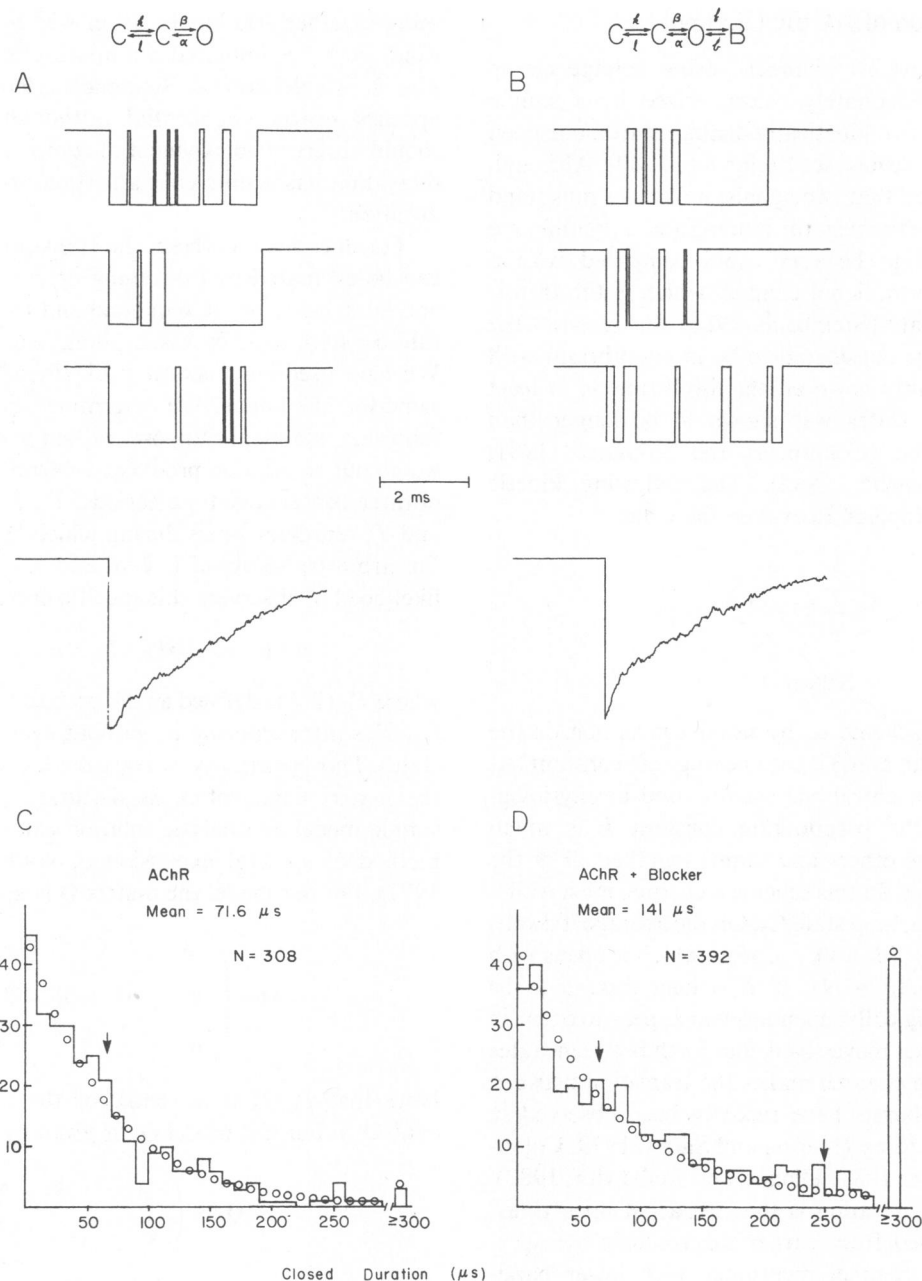 k β
C ⇌ C ⇌ O
l α
k β f
C ⇌ C ⇌ O ⇌ B
l α b
A
B
2 ms
C
D
AChR
Mean = 71.6 μs
N = 308
AChR + Blocker
Mean = 141 μs
N = 392
40
30
20
10
50 100 150 200 250 ≥300
40
30
20
10
50 100 150 200 250 ≥300
Closed Duration (μs)